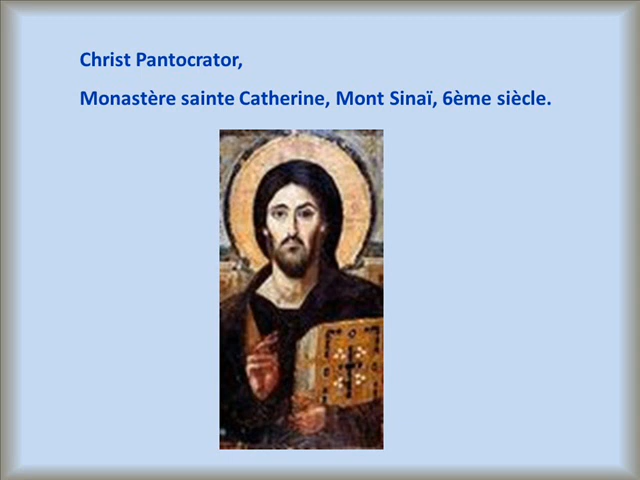 Christ Pantocrator,
Monastère sainte Catherine, Mont Sinaï, 6ème siècle.